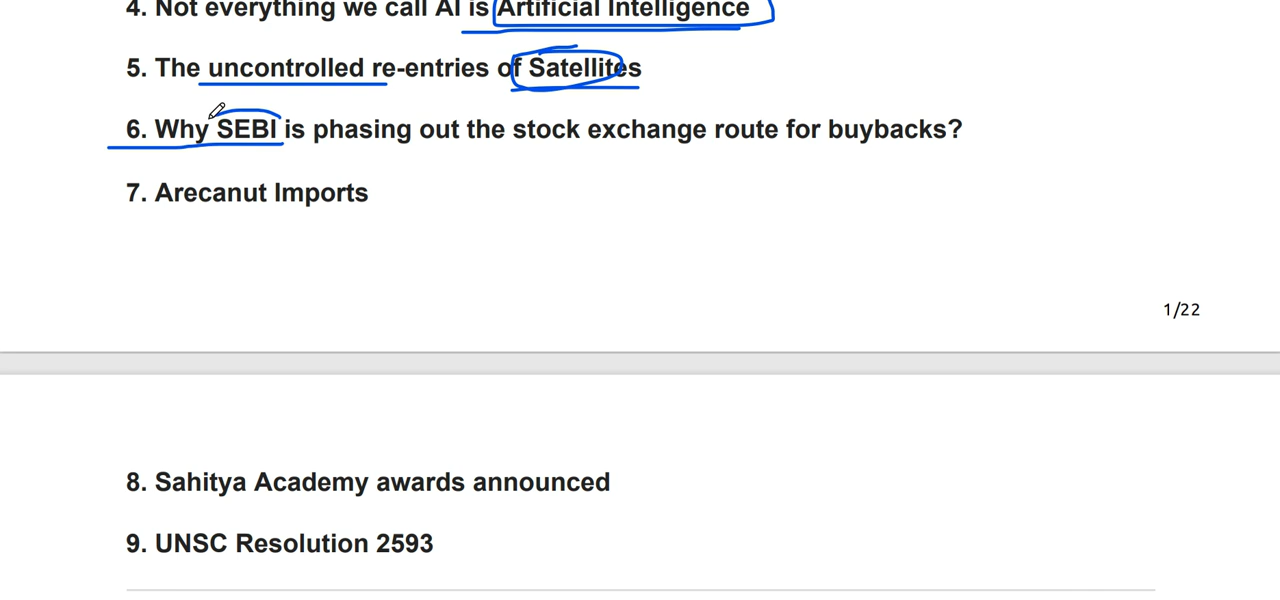 4. Not everything we call AI is Artificial Intelligence
5. The uncontrolled re-entries of Satellites
6. Why SEBI is phasing out the stock exchange route for buybacks?
7. Arecanut Imports
1/22
8. Sahitya Academy awards announced
9. UNSC Resolution 2593